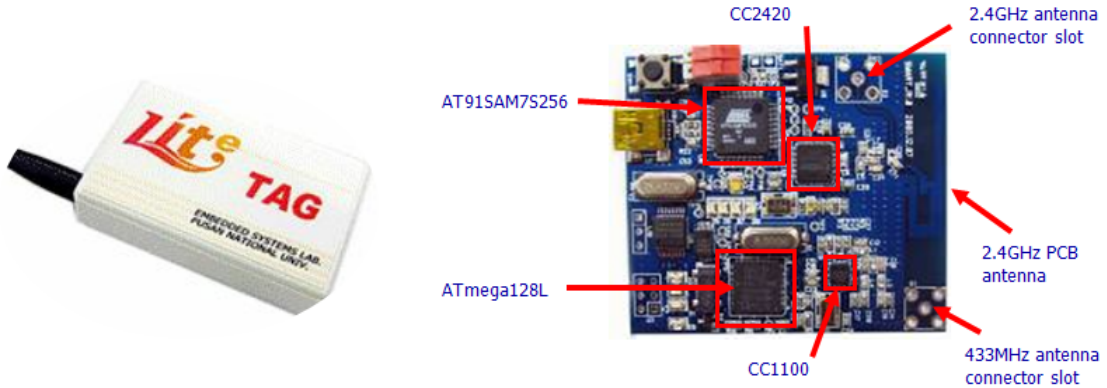 Lite
TAG
EMBEDDED SYSTEMS LAB.
PUSAN NATIONAL UNIV.
CC2420
2.4GHz antenna
connector slot
AT91SAM7S256
2.4GHz PCB
antenna
ATmega128L
CC1100
433MHz antenna
connector slot